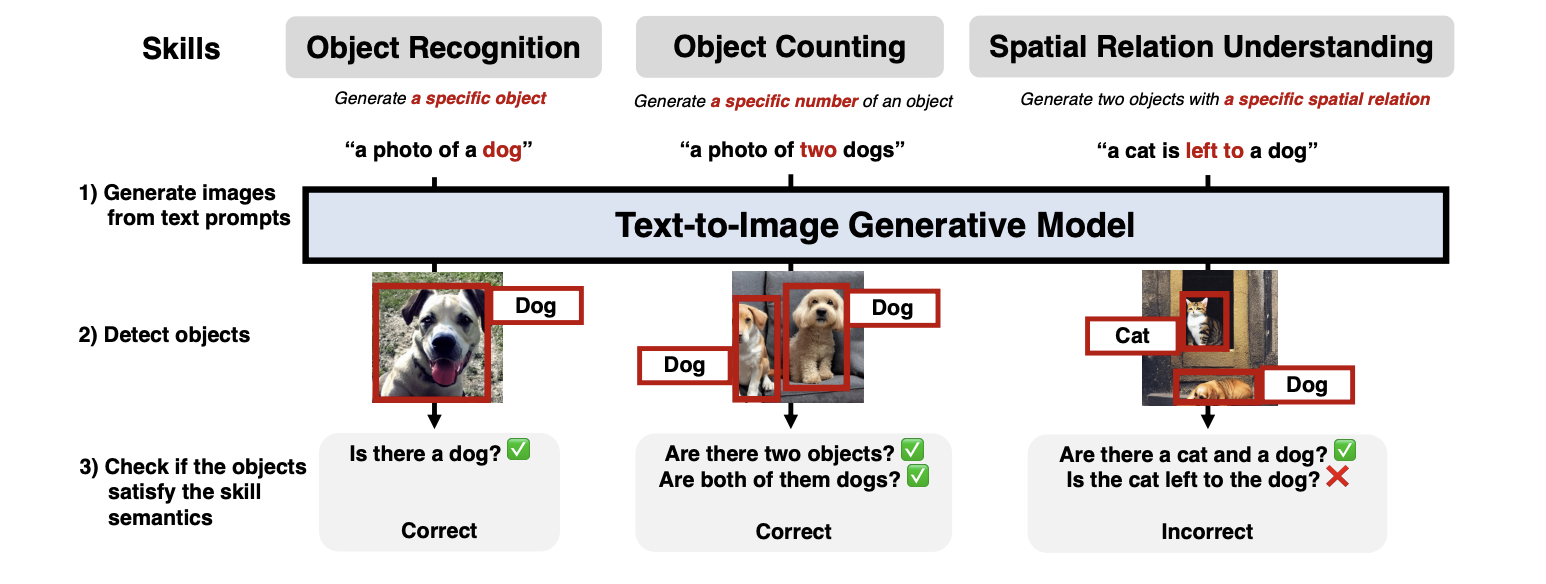 Skills
Object Recognition
Object Counting
Spatial Relation Understanding
Generate a specific object
Generate a specific number of an object
Generate two objects with a specific spatial relation
“a photo of a dog”
“a photo of two dogs”
“a cat is left to a dog”
1) Generate images
from text prompts
Text-to-Image Generative Model
2) Detect objects
Dog
Dog
Dog
Cat
Dog
3) Check if the objects
satisfy the skill
semantics
Is there a dog? ✅
Correct
Are there two objects? ✅
Are both of them dogs? ✅
Correct
Are there a cat and a dog? ✅
Is the cat left to the dog? ❌
Incorrect